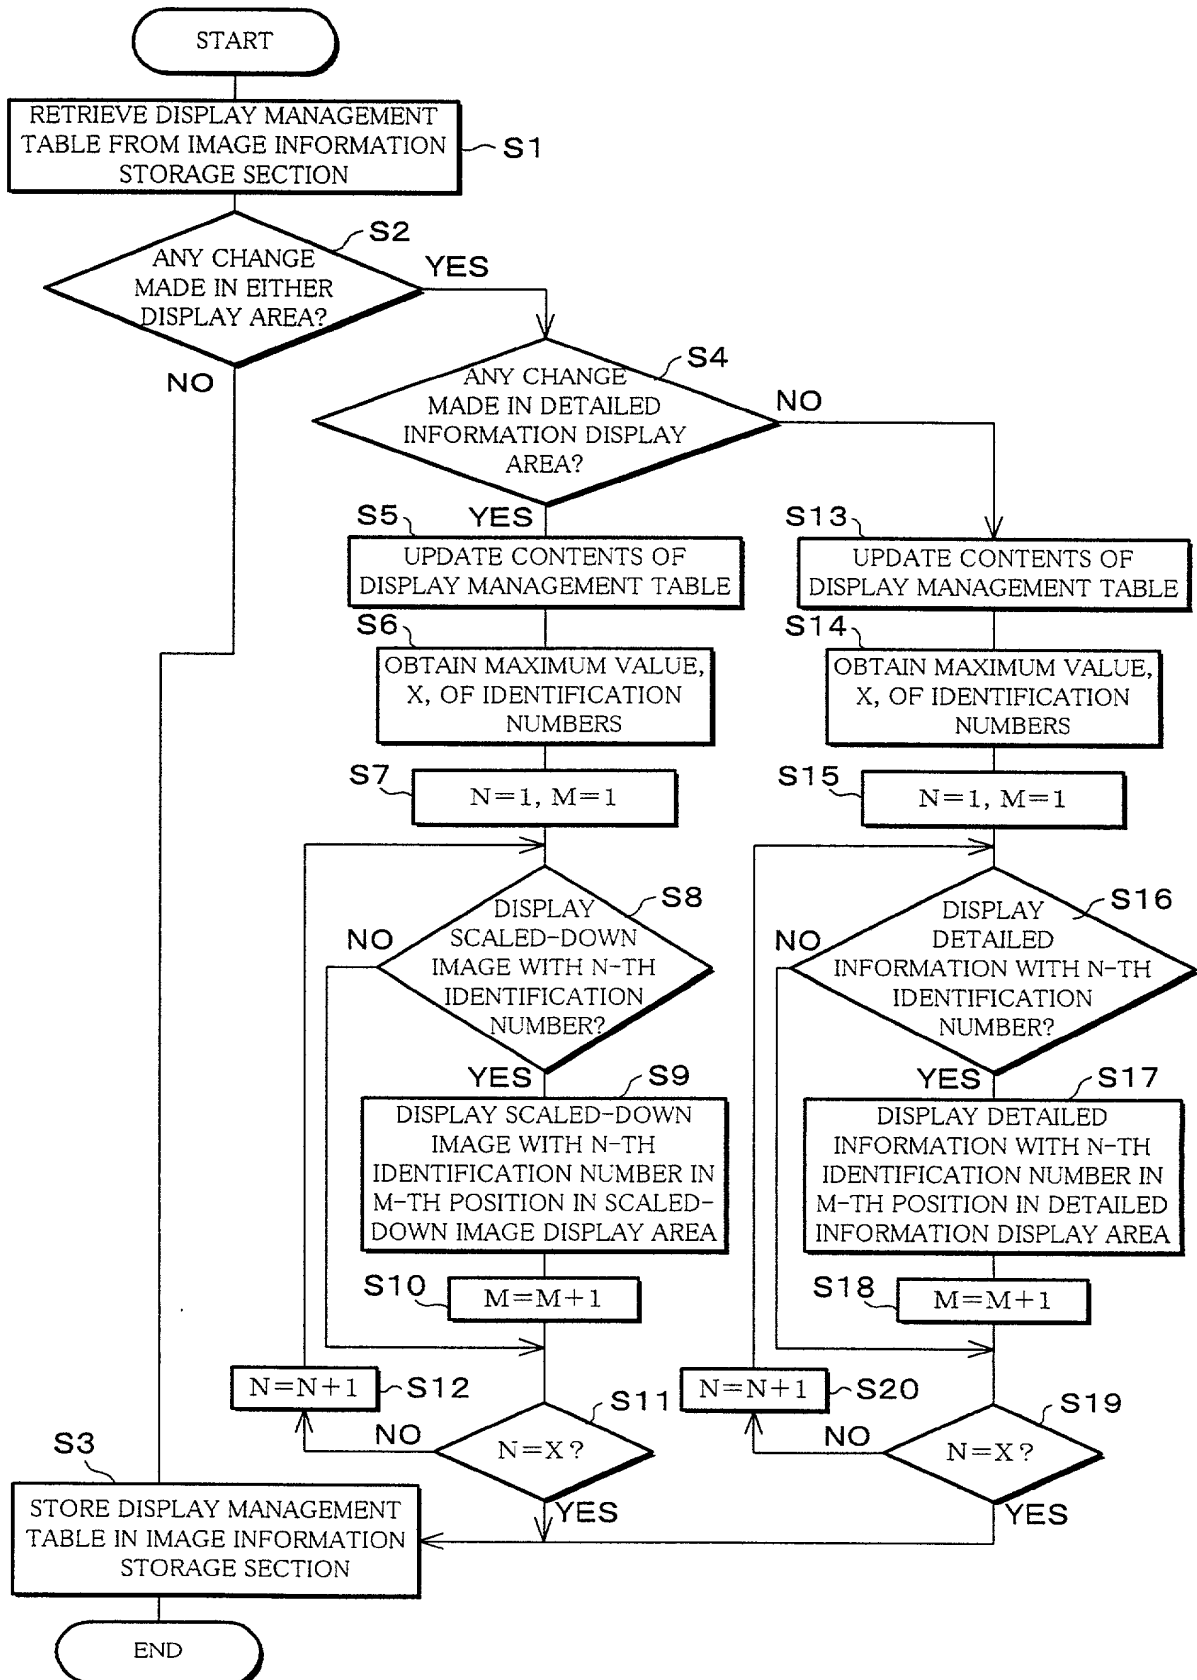 START
RETRIEVE DISPLAY MANAGEMENT
TABLE FROM IMAGE INFORMATION
STORAGE SECTION
S1
S2
ANY CHANGE
MADE IN EITHER
DISPLAY AREA?
YES
NO
S4
ANY CHANGE
MADE IN DETAILED
INFORMATION DISPLAY
AREA?
NO
YES
S5
UPDATE CONTENTS OF
DISPLAY MANAGEMENT TABLE
S6
OBTAIN MAXIMUM VALUE,
X, OF IDENTIFICATION
NUMBERS
S7
N=1, M=1
S8
DISPLAY
SCALED-DOWN
IMAGE WITH N-TH
IDENTIFICATION
NUMBER?
NO
YES
S9
DISPLAY SCALED-DOWN
IMAGE WITH N-TH
IDENTIFICATION NUMBER IN
M-TH POSITION IN SCALED-
DOWN IMAGE DISPLAY AREA
S10
M=M+1
N=N+1
S12
S11
N=X?
NO
YES
S13
UPDATE CONTENTS OF
DISPLAY MANAGEMENT TABLE
S14
OBTAIN MAXIMUM VALUE,
X, OF IDENTIFICATION
NUMBERS
S15
N=1, M=1
S16
DISPLAY
DETAILED
INFORMATION WITH N-TH
IDENTIFICATION
NUMBER?
NO
YES
S17
DISPLAY DETAILED
INFORMATION WITH N-TH
IDENTIFICATION NUMBER IN
M-TH POSITION IN DETAILED
INFORMATION DISPLAY AREA
S18
M=M+1
N=N+1
S20
S19
N=X?
NO
YES
S3
STORE DISPLAY MANAGEMENT
TABLE IN IMAGE INFORMATION
STORAGE SECTION
END